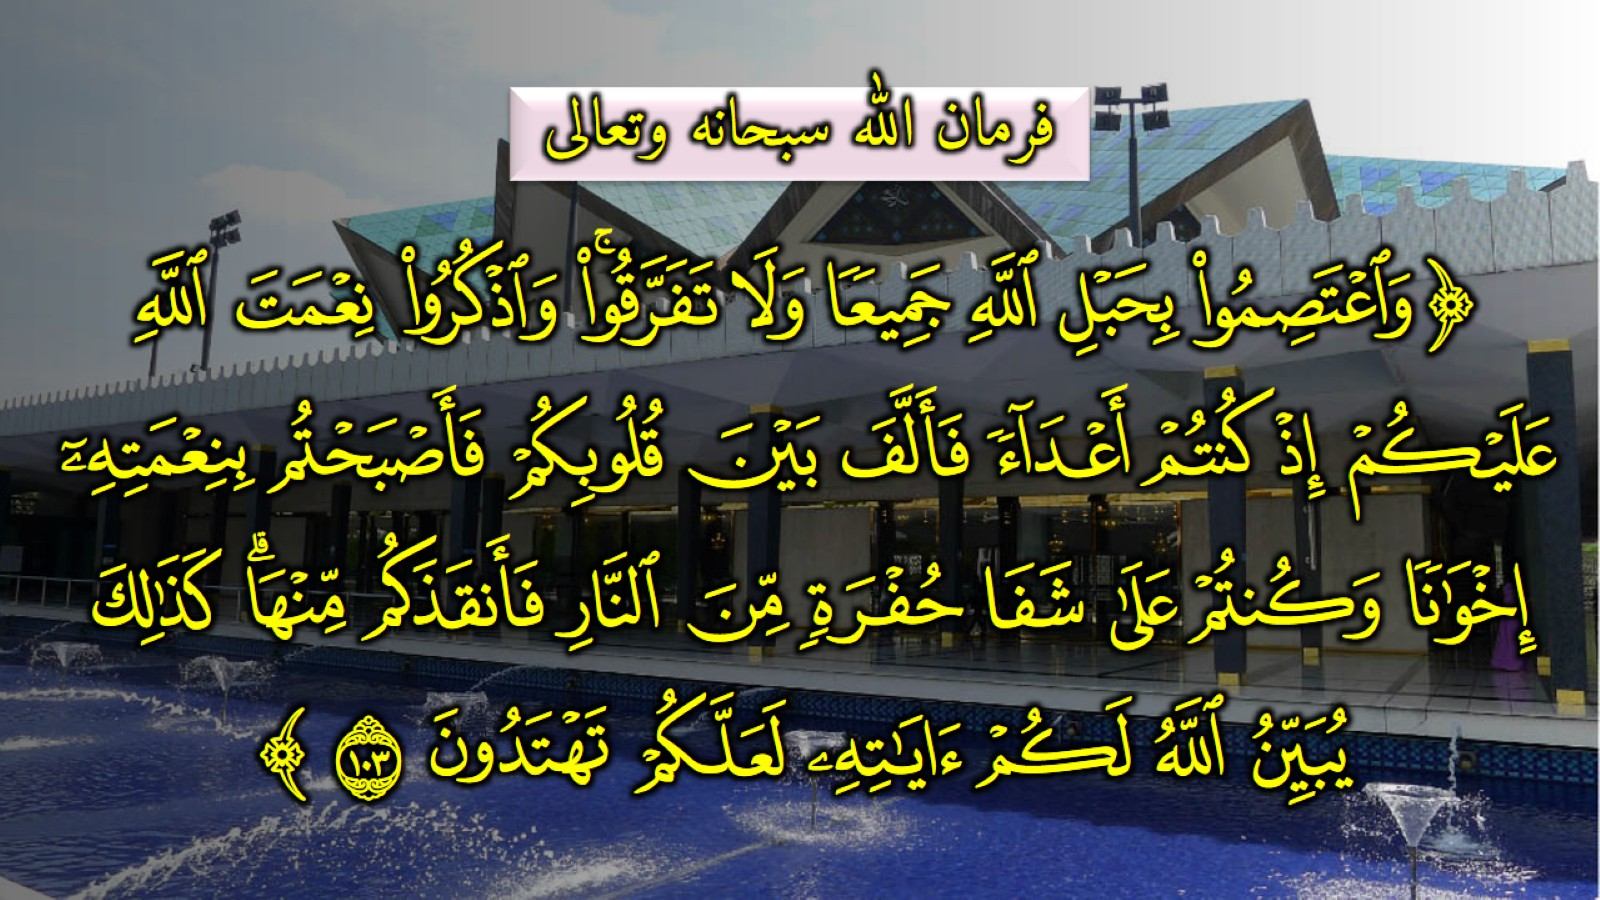 فرمان الله سبحانه وتعالى
﴿ وَٱعْتَصِمُوا۟ بِحَبْلِ ٱللَّهِ جَمِيعًا وَلَا تَفَرَّقُوا۟ۚ وَٱذْكُرُوا۟ نِعْمَتَ ٱللَّهِ
عَلَيْكُمْ إِذْ كُنتُمْ أَعْدَآءً فَأَلَّفَ بَيْنَ قُلُوبِكُمْ فَأَصْبَحْتُم بِنِعْمَتِهِۦٓ
إِخْوَٰنًا وَكُنتُمْ عَلَىٰ شَفَا حُفْرَةٍ مِّنَ ٱلنَّارِ فَأَنقَذَكُم مِّنْهَاۗ كَذَٰلِكَ
يُبَيِّنُ ٱللَّهُ لَكُمْ ءَايَٰتِهِۦ لَعَلَّكُمْ تَهْتَدُونَ ١٠٣ ﴾